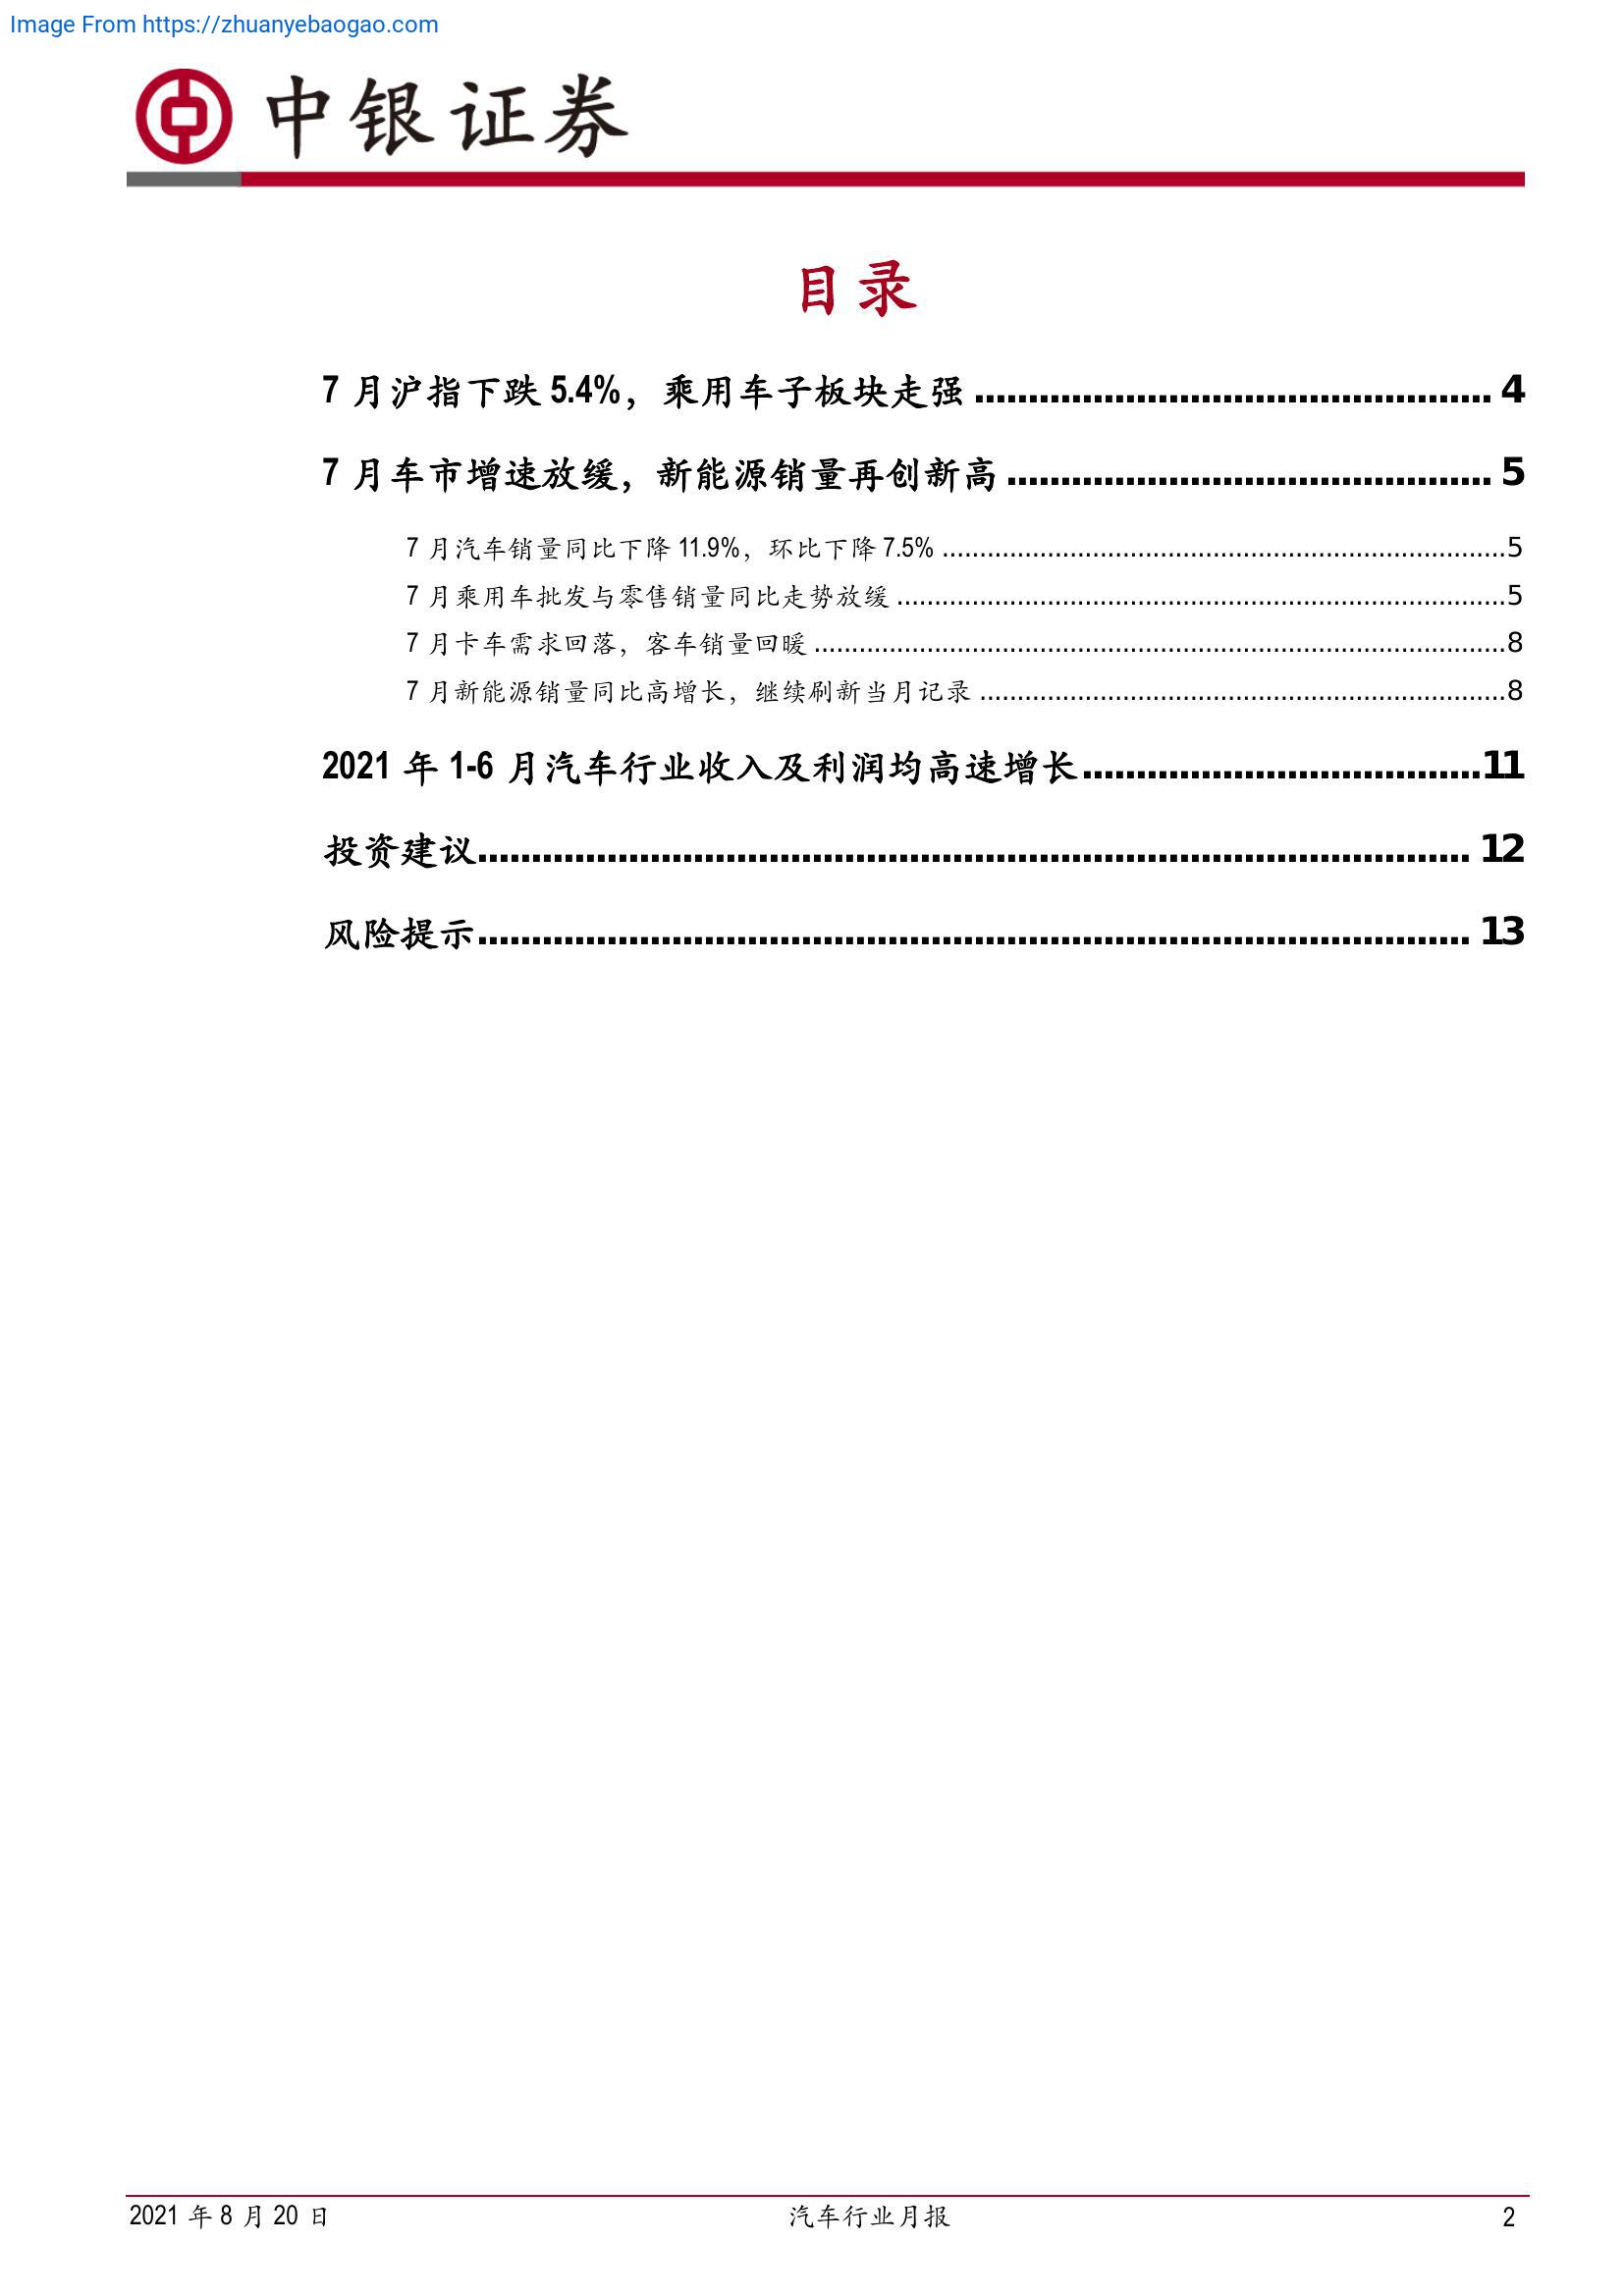 Image From https://zhuanyebaogao.com
中银证券
目录
7 月沪指下跌 5.4%，乘用车子板块走强 ................................................ 4
7 月车市增速放缓，新能源销量再创新高 ............................................. 5
7 月汽车销量同比下降 11.9%，环比下降 7.5% ...........................................................................5
7 月乘用车批发与零售销量同比走势放缓 .................................................................................5
7 月卡车需求回落，客车销量回暖 ............................................................................................8
7 月新能源销量同比高增长，继续刷新当月记录 ......................................................................8
2021 年 1-6 月汽车行业收入及利润均高速增长.....................................11
投资建议............................................................................................ 12
风险提示............................................................................................ 13
2021 年 8 月 20 日
汽车行业月报
2